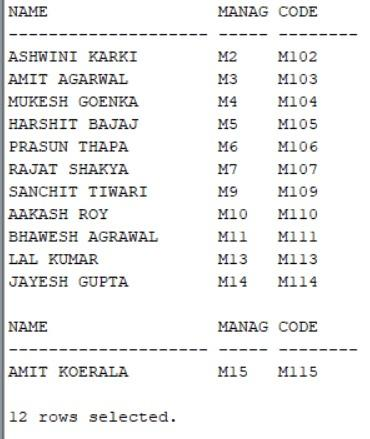 NAME                 MANAG CODE
-------------------- ----- --------
ASHWINI KARKI        M2    M102
AMIT AGARWAL         M3    M103
MUKESH GOENKA        M4    M104
HARSHIT BAJAJ        M5    M105
PRASUN THAPA         M6    M106
RAJAT SHAKYA         M7    M107
SANCHIT TIWARI       M9    M109
AAKASH ROY           M10   M110
BHAWESH AGRAWAL      M11   M111
LAL KUMAR            M13   M113
JAYESH GUPTA         M14   M114
NAME                 MANAG CODE
-------------------- ----- --------
AMIT KOERALA         M15   M115
12 rows selected.